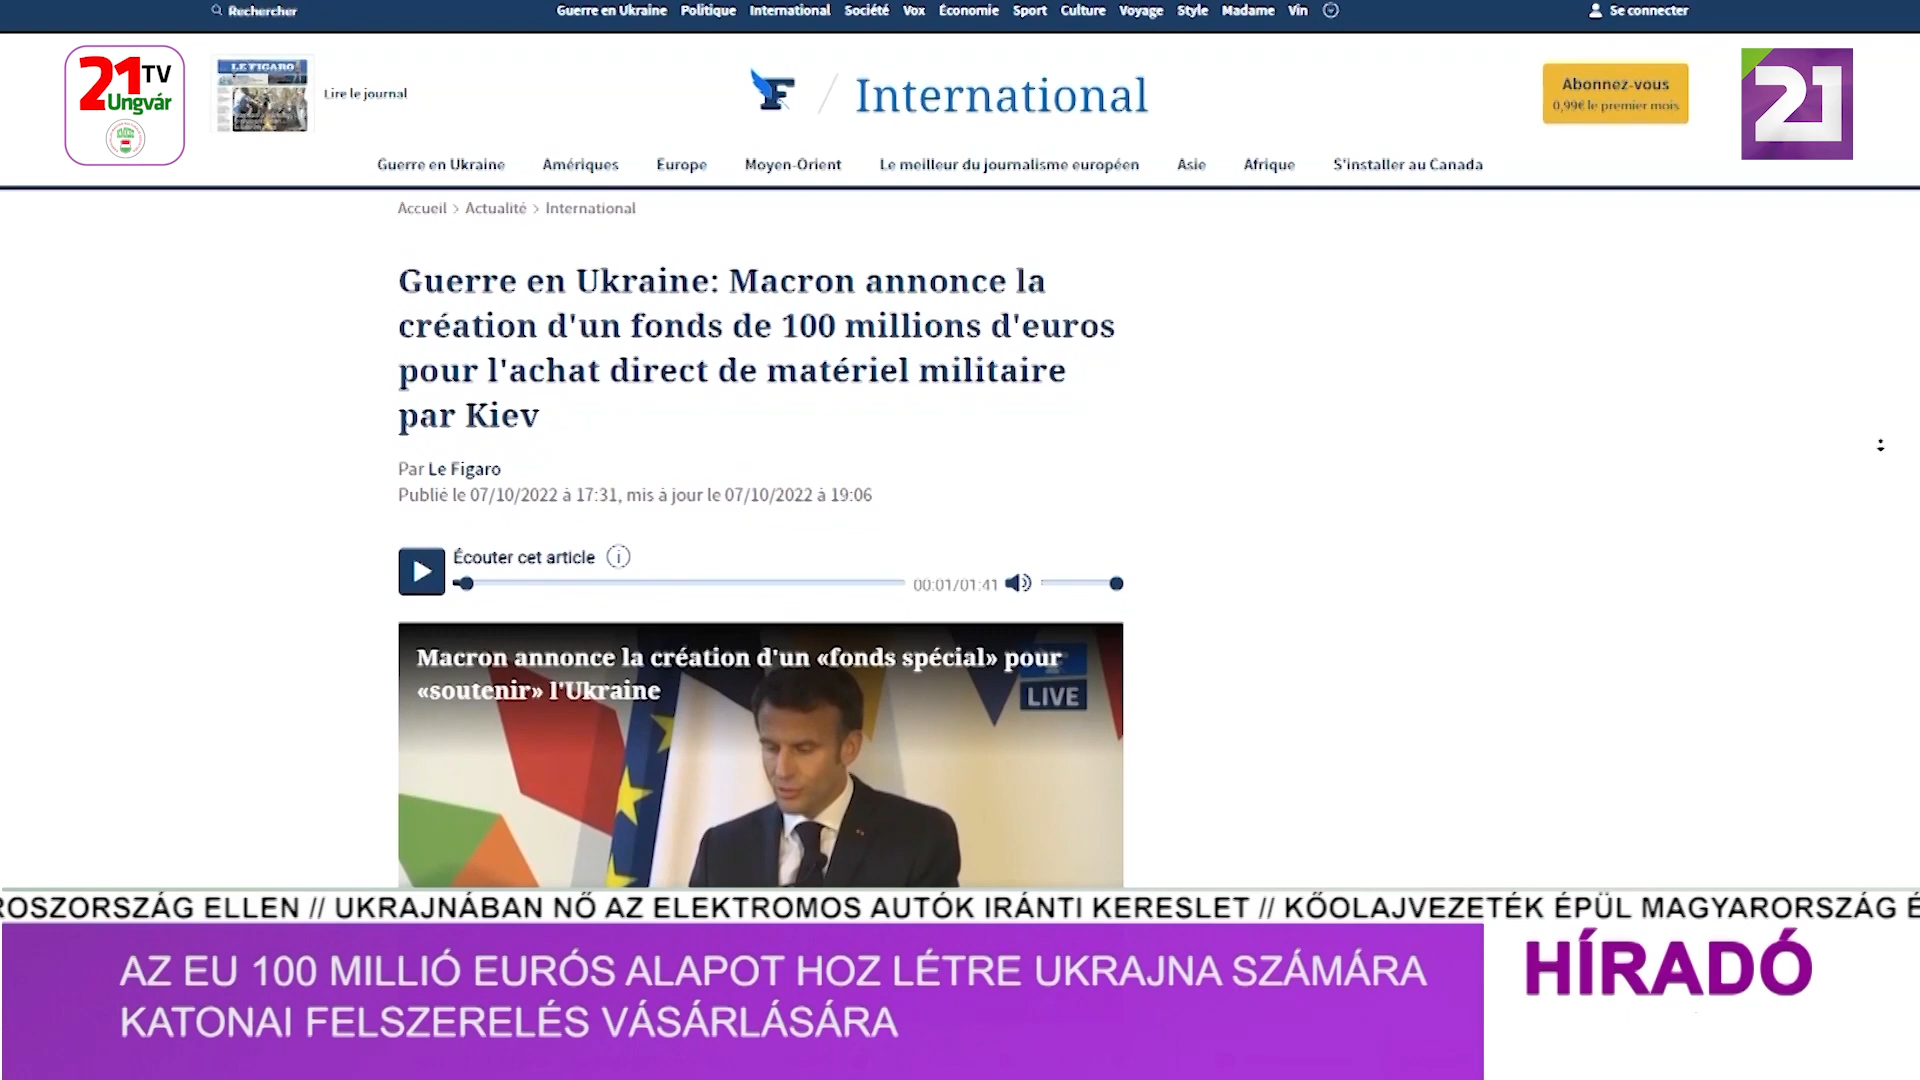 Rechercher
Guerre en Ukraine Politique International Société Vox Économie Sport Culture Voyage Style Madame Vin
Se connecter
21 TV
Ungvár
LE FIGARO
Lire le journal
F / International
Abonnez-vous
0,99€ le premier mois
21
Guerre en Ukraine Amériques Europe Moyen-Orient Le meilleur du journalisme européen Asie Afrique S'installer au Canada
Accueil > Actualité > International
Guerre en Ukraine: Macron annonce la
création d'un fonds de 100 millions d'euros
pour l'achat direct de matériel militaire
par Kiev
Par Le Figaro
Publié le 07/10/2022 à 17:31, mis à jour le 07/10/2022 à 19:06
Écouter cet article
00:01/01:41
Macron annonce la création d'un «fonds spécial» pour
«soutenir» l'Ukraine
LIVE
ROSZORSZÁG ELLEN // UKRAJNÁBAN NŐ AZ ELEKTROMOS AUTÓK IRÁNTI KERESLET // KŐOLAJVEZETÉK ÉPÜL MAGYARORSZÁG É
AZ EU 100 MILLIÓ EURÓS ALAPOT HOZ LÉTRE UKRAJNA SZÁMÁRA
KATONAI FELSZERELÉS VÁSÁRLÁSÁRA
HÍRADÓ